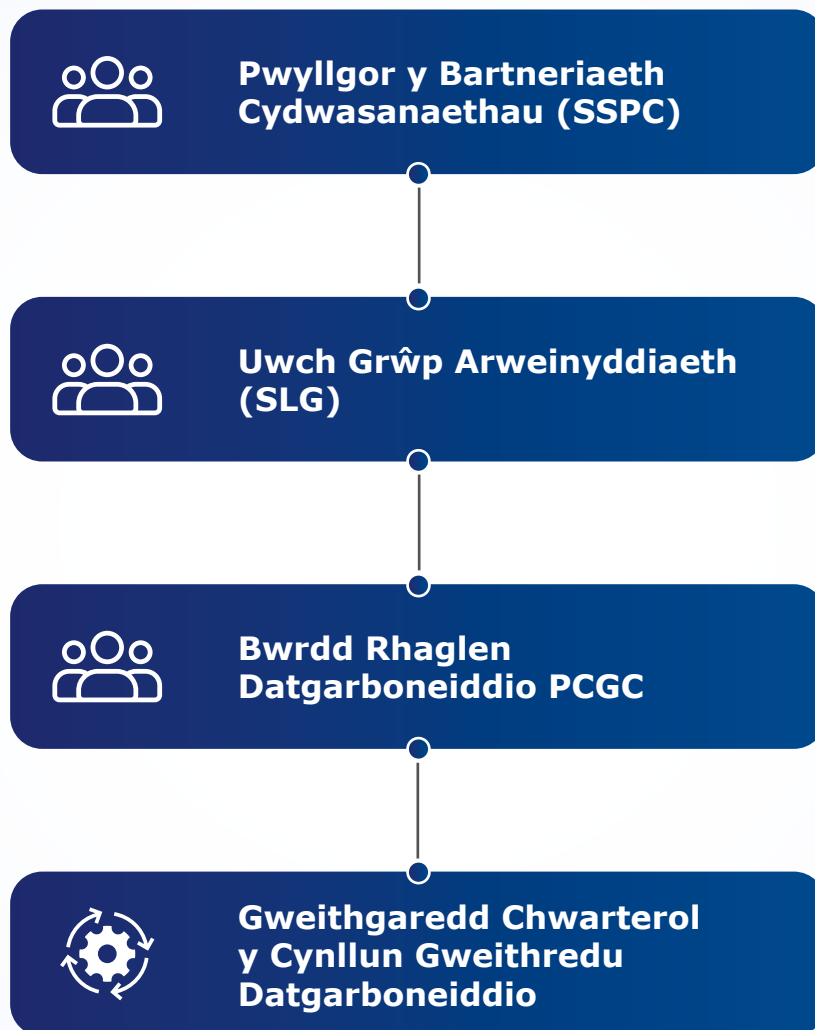 Pwyllgor y Bartneriaeth
Cydwasanaethau (SSPC)
Uwch Grŵp Arweinyddiaeth
(SLG)
Bwrdd Rhaglen
Datgarboneiddio PCGC
Gweithgaredd Chwarterol
y Cynllun Gweithredu
Datgarboneiddio